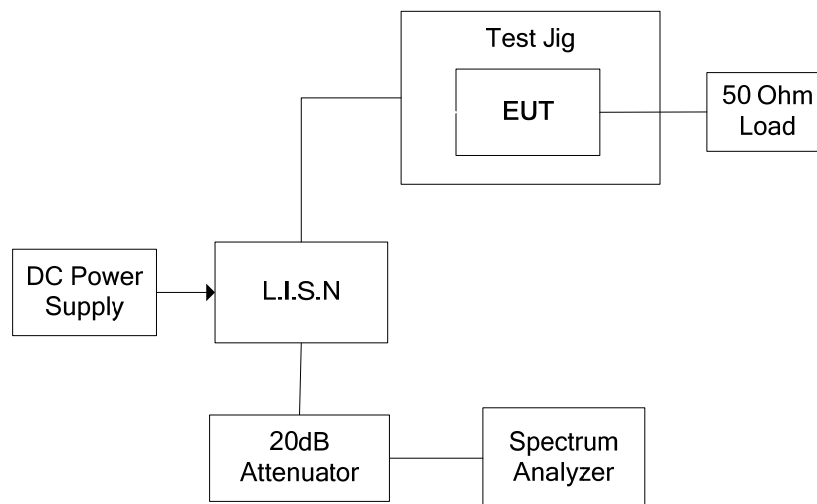 Test Jig
EUT
50 Ohm
Load
DC Power
Supply
L.I.S.N
20dB
Attenuator
Spectrum
Analyzer